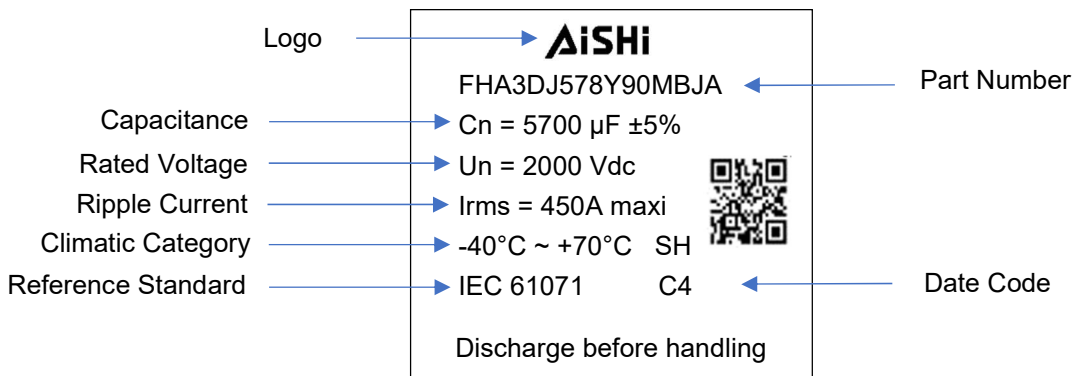 Logo
AiSHi
FHA3DJ578Y90MBJA
Part Number
Capacitance
Cn = 5700 µF ±5%
Rated Voltage
Un = 2000 Vdc
Ripple Current
Irms = 450A maxi
Climatic Category
-40°C ~ +70°C SH
Reference Standard
IEC 61071 C4
Date Code
Discharge before handling